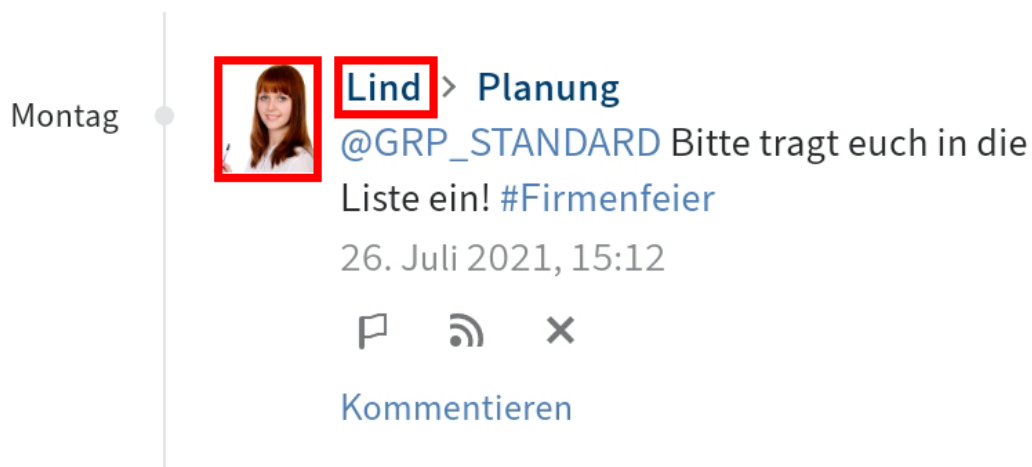 Montag
Lind > Planung
@GRP_STANDARD Bitte tragt euch in die
Liste ein! #Firmenfeier
26. Juli 2021, 15:12
Kommentieren